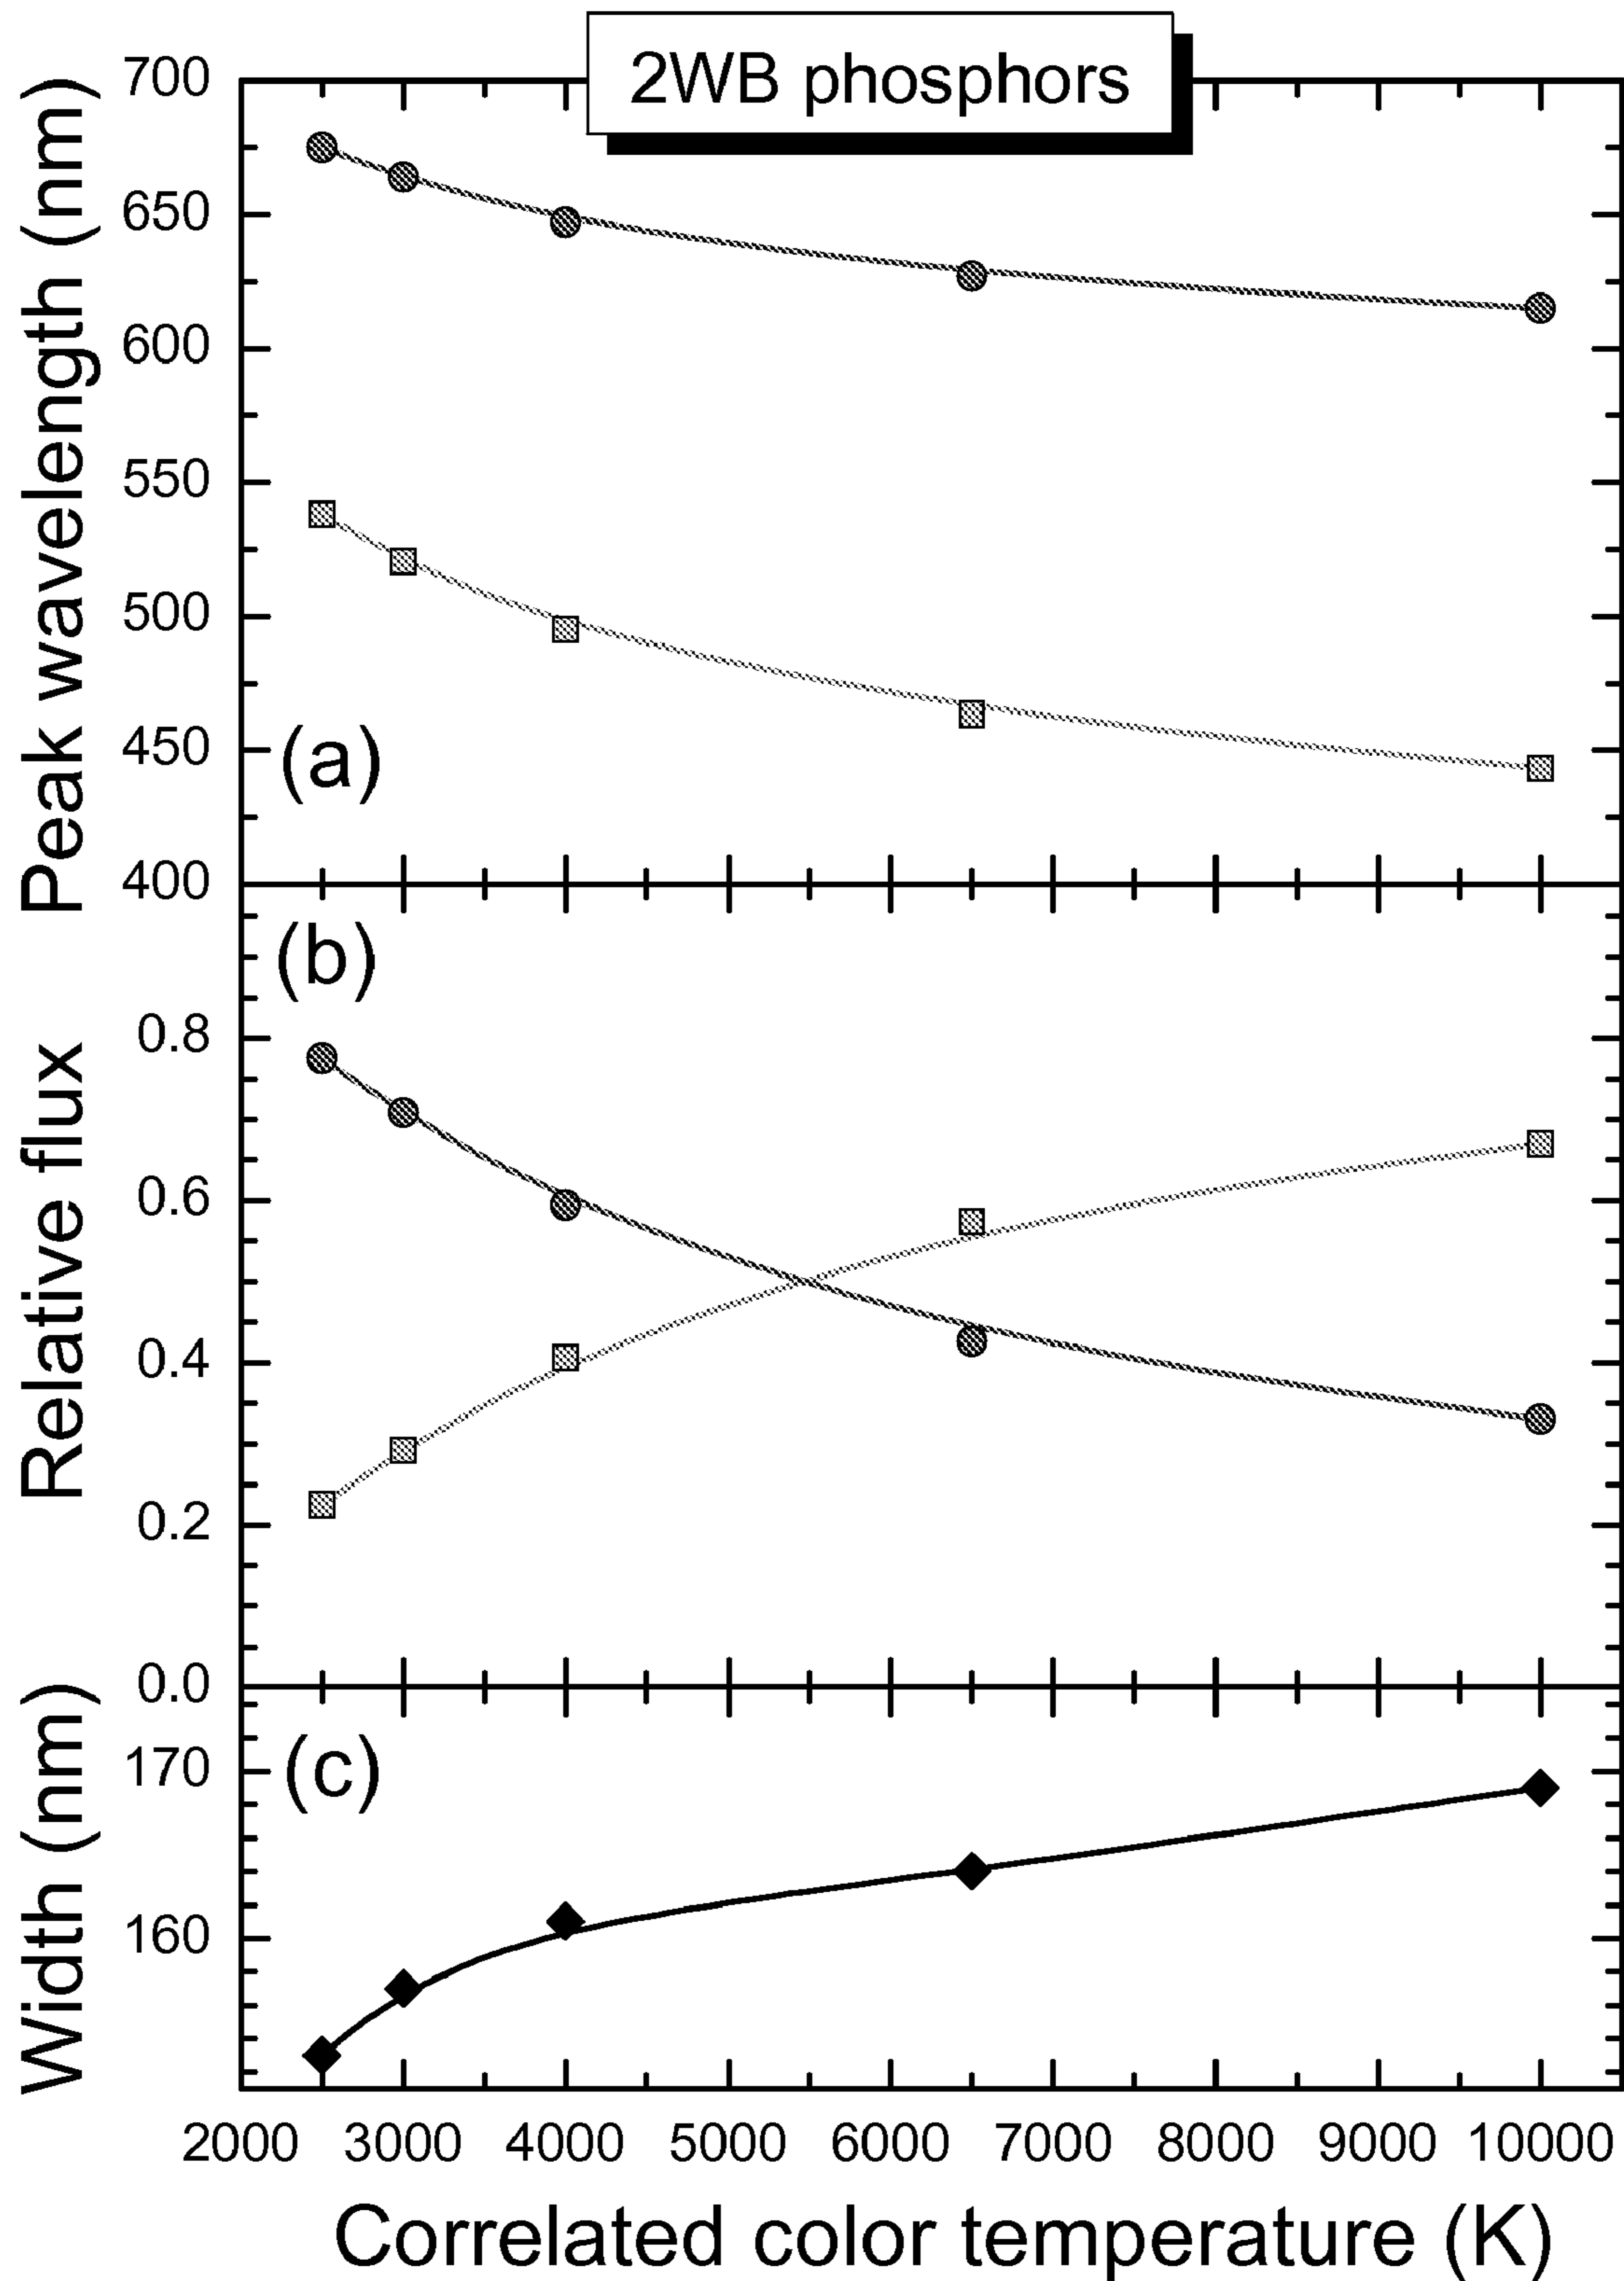 2WB phosphors
Peak wavelength (nm)
700
650
600
550
500
450
400
(a)
Relative flux
(b)
0.8
0.6
0.4
0.2
0.0
Width (nm)
(c)
170
160
2000 3000 4000 5000 6000 7000 8000 9000 10000
Correlated color temperature (K)